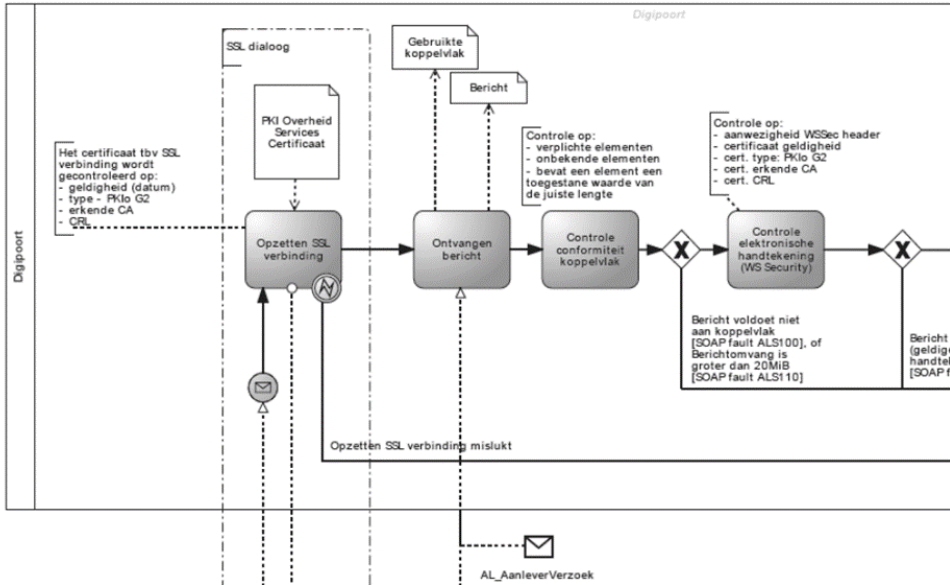 Digipoort
Digipoort
SSL dialoog
Gebruikte
koppelvlak
Bericht
PKI Overheid
Services
Certificaat
Het certificaat tbv SSL
verbinding wordt
gecontroleerd op:
- geldigheid (datum)
- type - PKIo G2
- erkende CA
- CRL
Controle op:
- verplichte elementen
- onbekende elementen
- bevat een element een
toegestane waarde van
de juiste lengte
Controle op:
- aanwezigheid WSSec header
- certificaat geldigheid
- cert. type: PKIo G2
- cert. erkende CA
- cert. CRL
Opzetten SSL
verbinding
Ontvangen
bericht
Controle
conformiteit
koppelvlak
X
Controle
elektronische
handtekening
(WS Security)
X
Bericht voldoet niet
aan koppelvlak
[SOAP fault ALS100], of
Berichtomvang is
groter dan 20MiB
[SOAP fault ALS110]
Bericht
(geldig
handte
[SOAP f
Opzetten SSL verbinding mislukt
AL_AanleverVerzoek